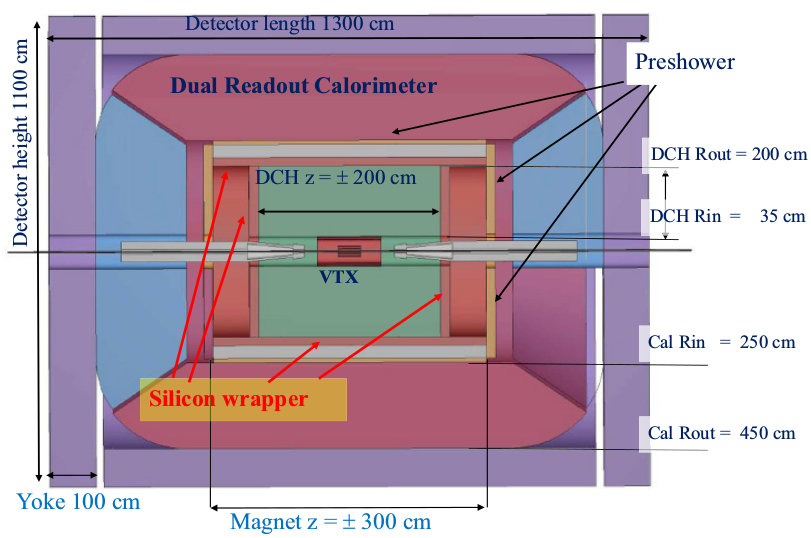 Detector length 1300 cm
Preshower
Dual Readout Calorimeter
Detector height 1100 cm
DCH Rout = 200 cm
DCH z = ± 200 cm
DCH Rin = 35 cm
VTX
Cal Rin = 250 cm
Silicon wrapper
Cal Rout = 450 cm
Yoke 100 cm
Magnet z = ± 300 cm